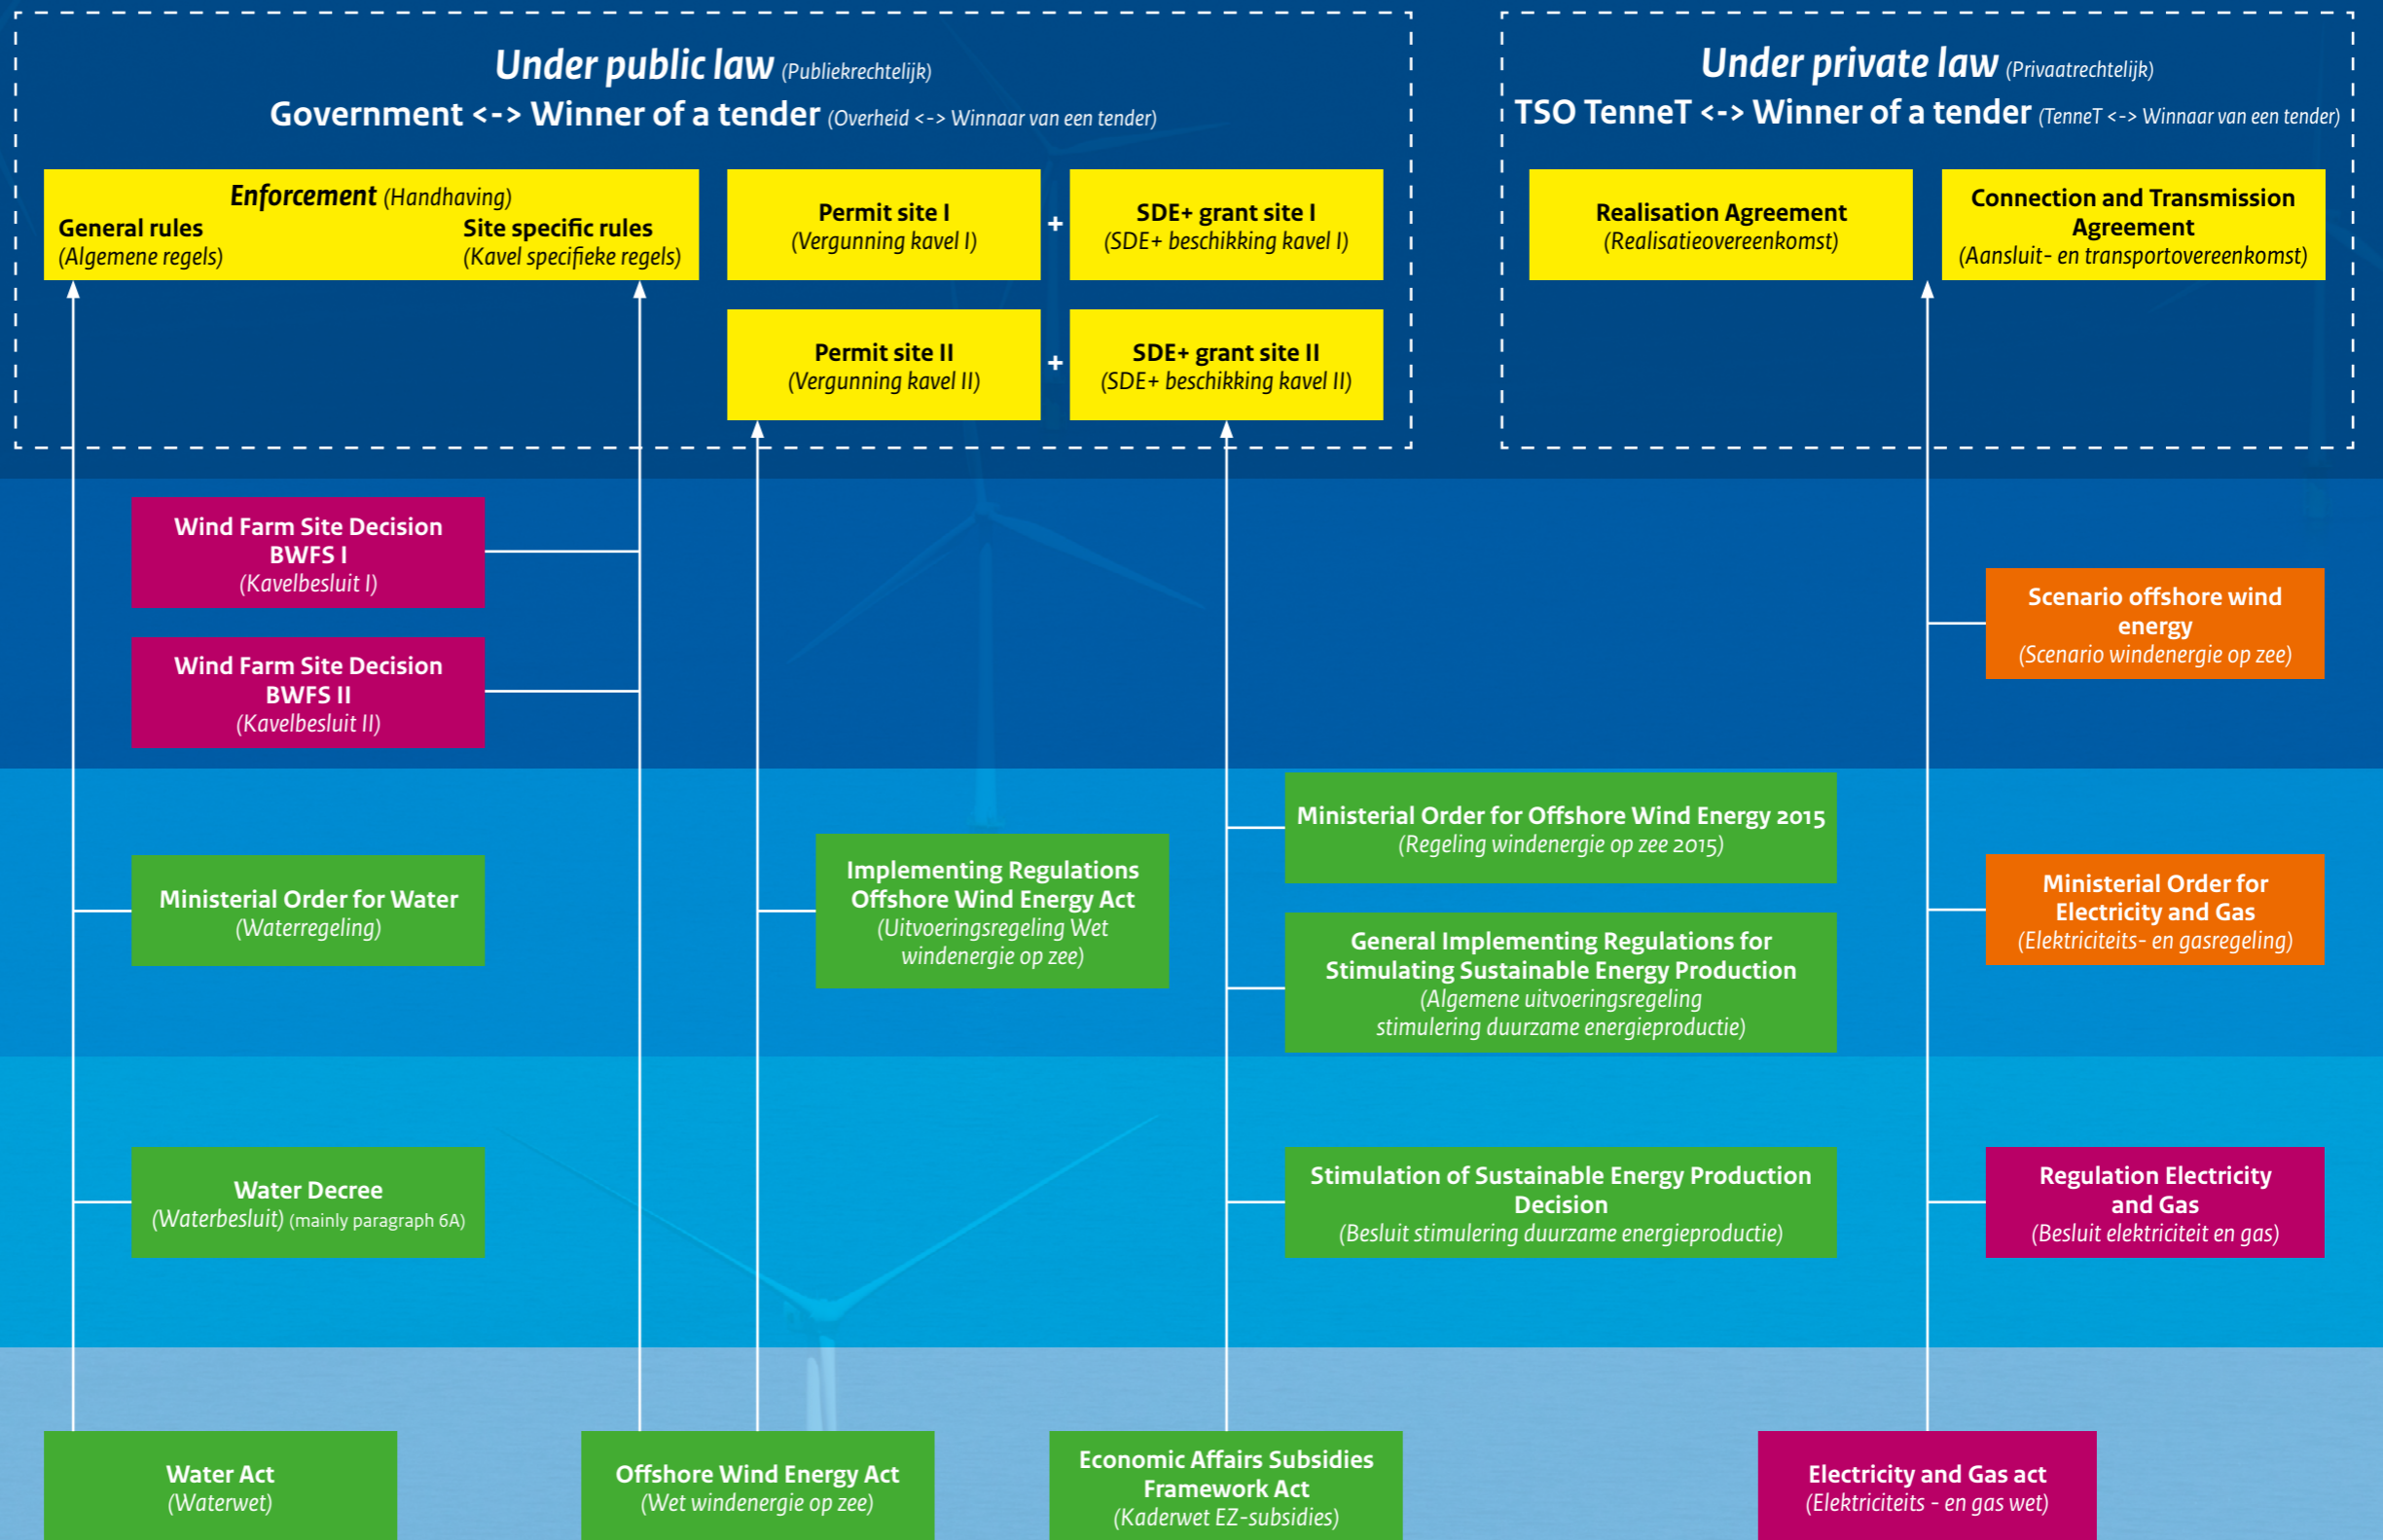 Under public law (Publiekrechtelijk)
Government <-> Winner of a tender (Overheid <-> Winnaar van een tender)
Enforcement (Handhaving)
General rules
(Algemene regels)
Site specific rules
(Kavel specifieke regels)
Permit site I
(Vergunning kavel I)
+
SDE+ grant site I
(SDE+ beschikking kavel I)
Permit site II
(Vergunning kavel II)
+
SDE+ grant site II
(SDE+ beschikking kavel II)
Under private law (Privaatrechtelijk)
TSO TenneT <-> Winner of a tender (TenneT <-> Winnaar van een tender)
Realisation Agreement
(Realisatieovereenkomst)
Connection and Transmission
Agreement
(Aansluit- en transportovereenkomst)
Wind Farm Site Decision
BWFS I
(Kavelbesluit I)
Wind Farm Site Decision
BWFS II
(Kavelbesluit II)
Scenario offshore wind
energy
(Scenario windenergie op zee)
Ministerial Order for Water
(Waterregeling)
Implementing Regulations
Offshore Wind Energy Act
(Uitvoeringsregeling Wet
windenergie op zee)
Ministerial Order for Offshore Wind Energy 2015
(Regeling windenergie op zee 2015)
General Implementing Regulations for
Stimulating Sustainable Energy Production
(Algemene uitvoeringsregeling
stimulering duurzame energieproductie)
Ministerial Order for
Electricity and Gas
(Elektriciteits- en gasregeling)
Water Decree
(Waterbesluit) (mainly paragraph 6A)
Stimulation of Sustainable Energy Production
Decision
(Besluit stimulering duurzame energieproductie)
Regulation Electricity
and Gas
(Besluit elektriciteit en gas)
Water Act
(Waterwet)
Offshore Wind Energy Act
(Wet windenergie op zee)
Economic Affairs Subsidies
Framework Act
(Kaderwet EZ-subsidies)
Electricity and Gas act
(Elektriciteits - en gas wet)